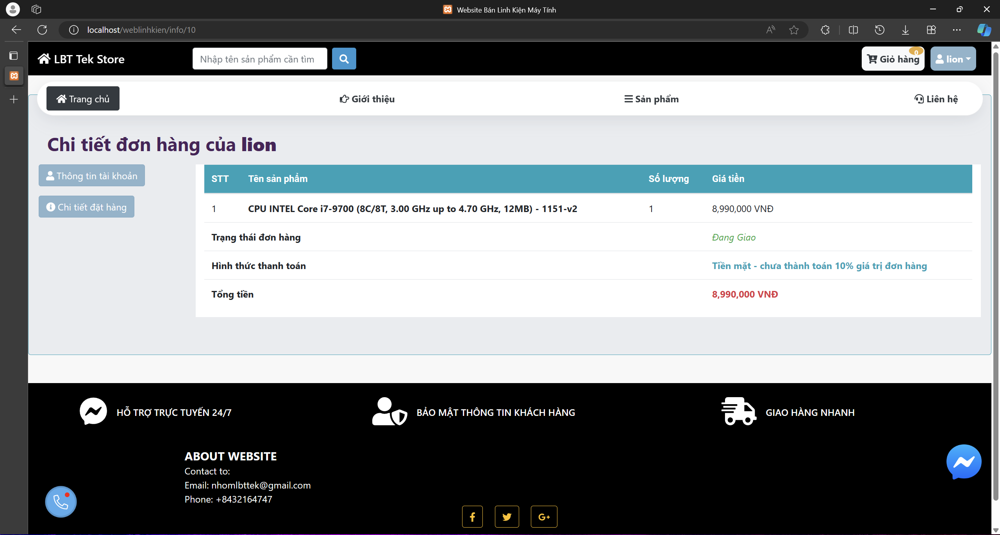 Website Bán Linh Kiện Máy Tính
localhost/weblinhkien/info/10
LBT Tek Store
Nhập tên sản phẩm cần tìm
0
Giỏ hàng
lion
Trang chủ
Giới thiệu
Sản phẩm
Liên hệ
Chi tiết đơn hàng của lion
Thông tin tài khoản
Chi tiết đặt hàng
STT Tên sản phẩm Số lượng Giá tiền
1 CPU INTEL Core i7-9700 (8C/8T, 3.00 GHz up to 4.70 GHz, 12MB) - 1151-v2 1 8,990,000 VNĐ
Trạng thái đơn hàng Đang Giao
Hình thức thanh toán Tiền mặt - chưa thành toán 10% giá trị đơn hàng
Tổng tiền 8,990,000 VNĐ
HỖ TRỢ TRỰC TUYẾN 24/7
BẢO MẬT THÔNG TIN KHÁCH HÀNG
GIAO HÀNG NHANH
ABOUT WEBSITE
Contact to:
Email: nhomlbttek@gmail.com
Phone: +8432164747